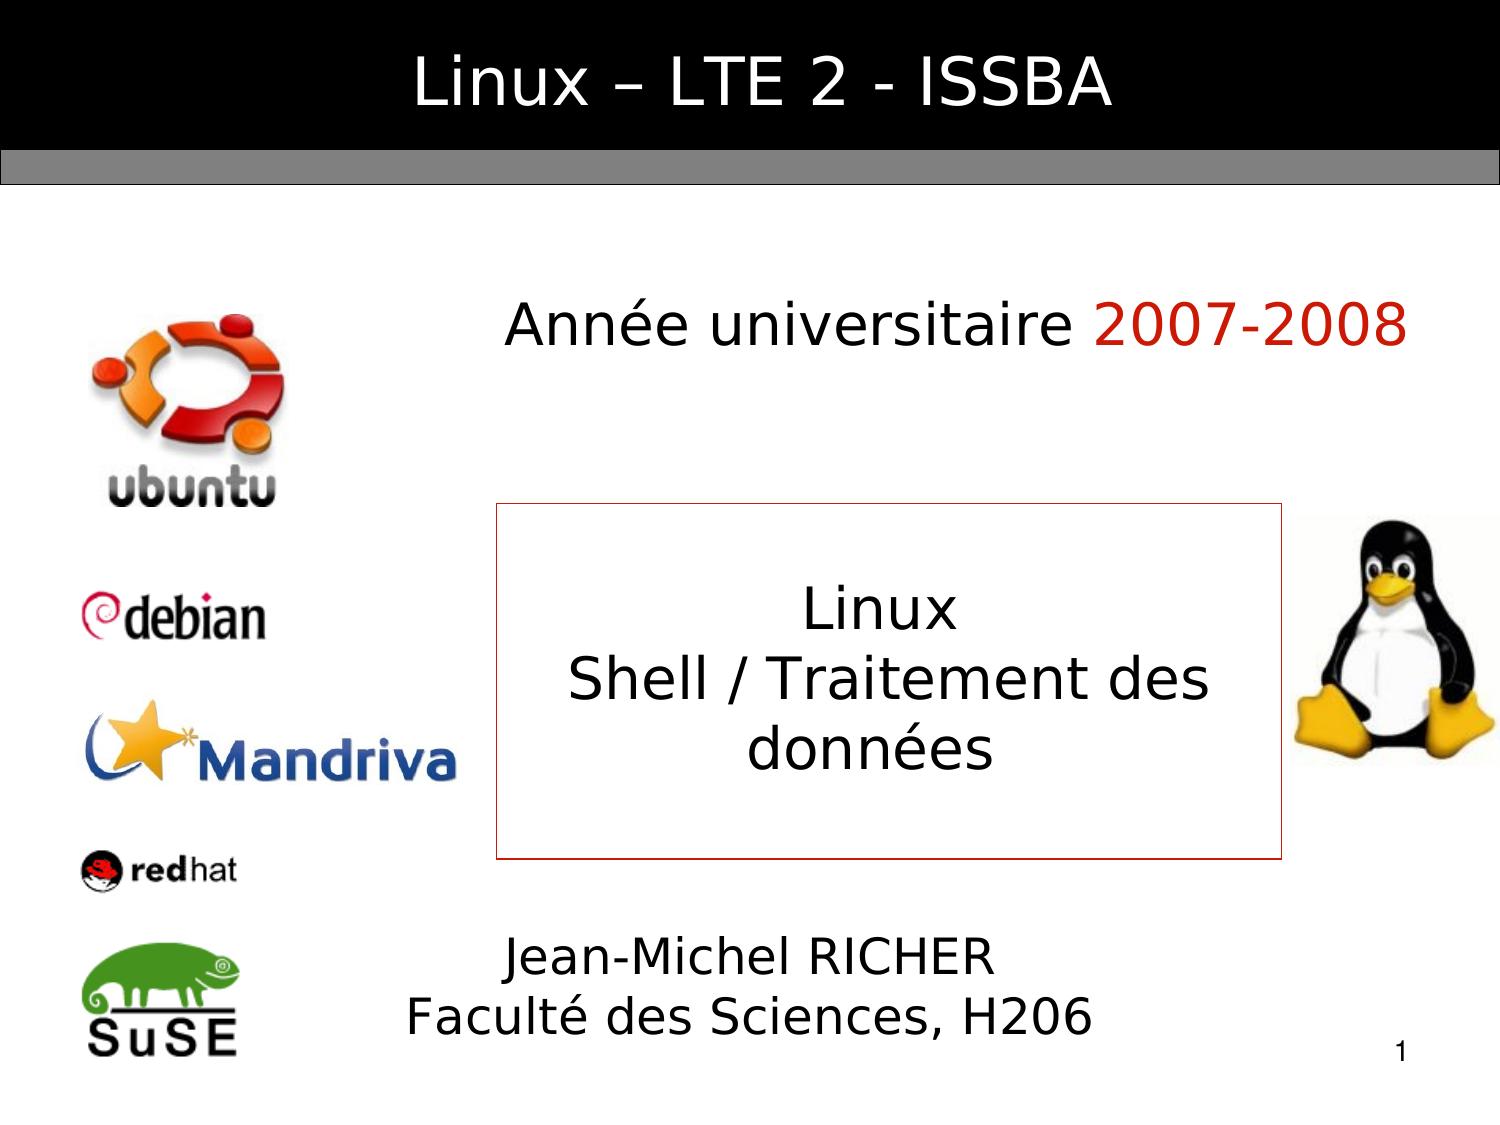 Linux – LTE 2 - ISSBA
Année universitaire 2007-2008
ubuntu
debian
Mandriva
redhat
SuSE
Linux
Shell / Traitement des
données
Jean-Michel RICHER
Faculté des Sciences, H206
1